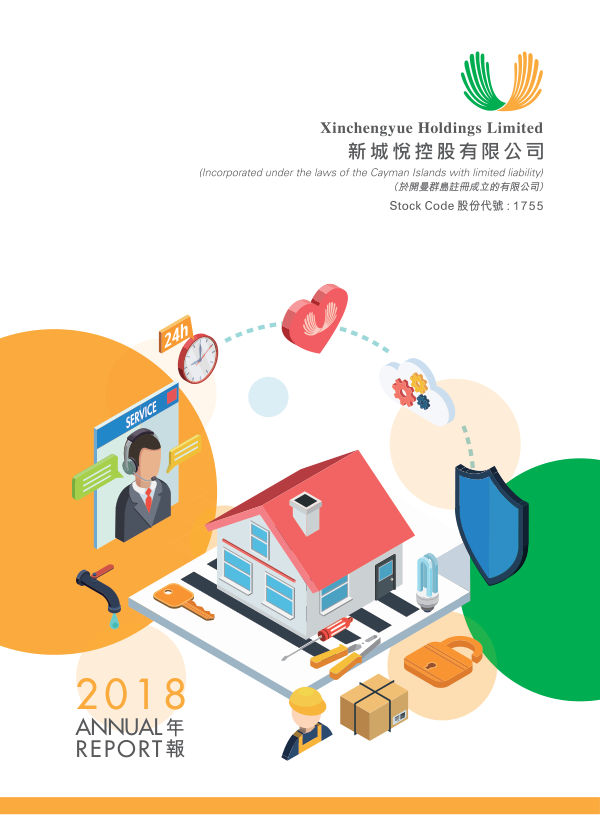 Xinchengyue Holdings Limited
新城悅控股有限公司
(Incorporated under the laws of the Cayman Islands with limited liability)
（於開曼群島註冊成立的有限公司）
Stock Code 股份代號 : 1755
24h
SERVICE
2018
ANNUAL 年
REPORT 報